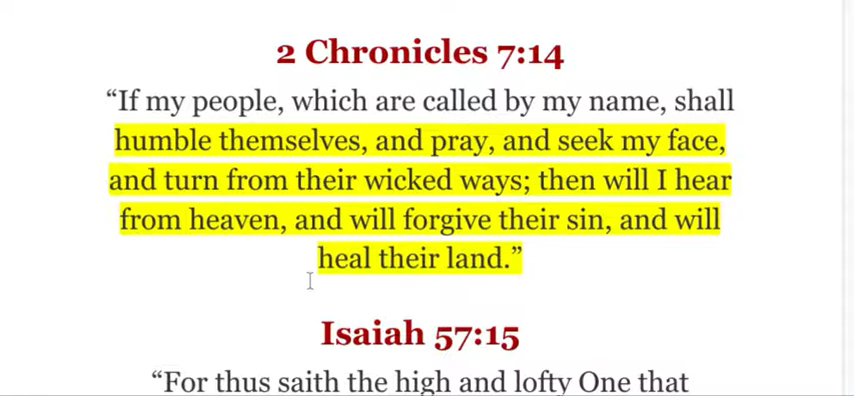 2 Chronicles 7:14
“If my people, which are called by my name, shall
humble themselves, and pray, and seek my face,
and turn from their wicked ways; then will I hear
from heaven, and will forgive their sin, and will
heal their land.”
Isaiah 57:15
“For thus saith the high and lofty One that